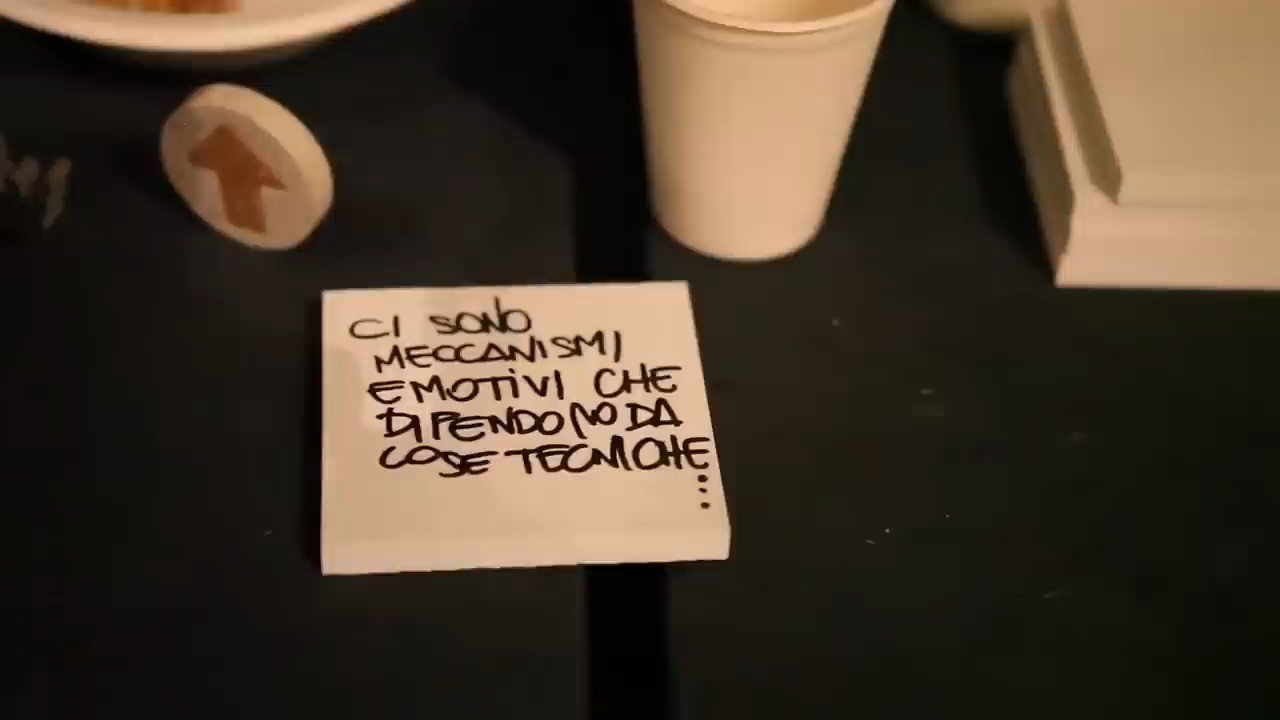 CI SONO
MECCANISMI
EMOTIVI CHE
DIPENDONO DA
COSE TECNICHE
...